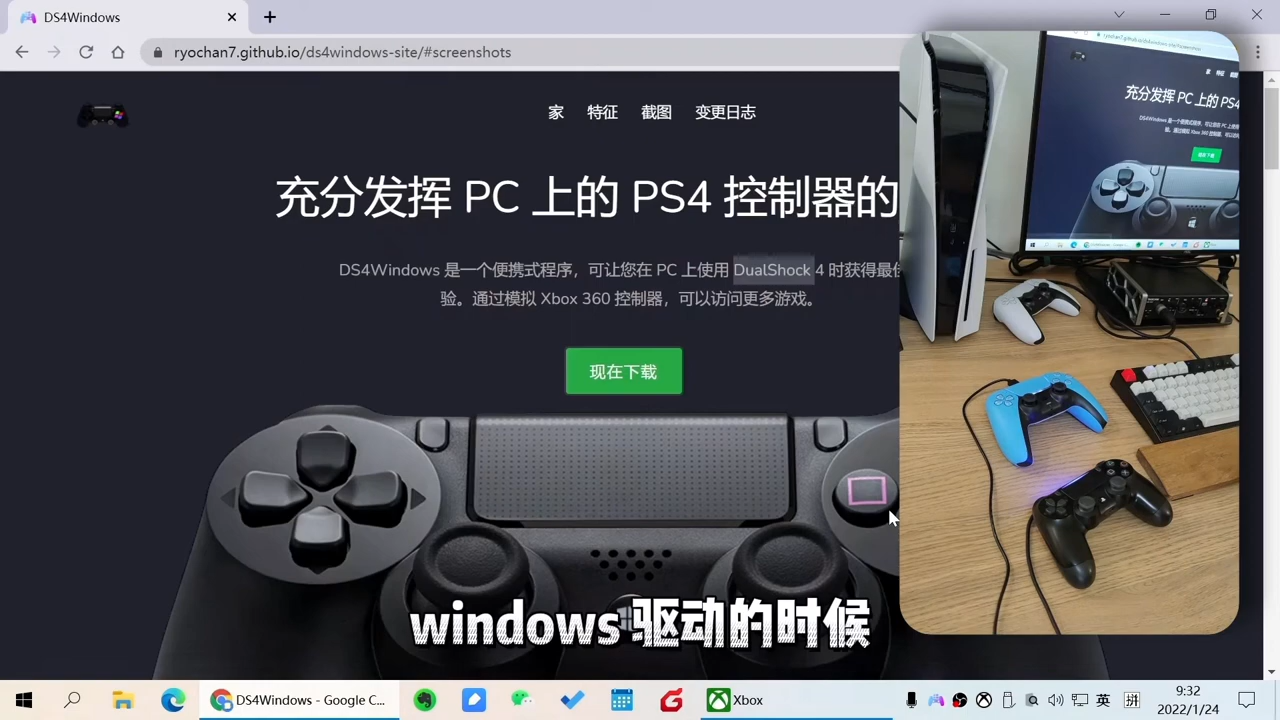 DS4Windows
ryochan7.github.io/ds4windows-site/#screenshots
家 特征 截图 变更日志
充分发挥 PC 上的 PS4 控制器的
DS4Windows 是一个便携式程序，可让您在 PC 上使用 DualShock 4 时获得最
验。通过模拟 Xbox 360 控制器，可以访问更多游戏。
现在下载
充分发挥 PC 上的 PS4
现在下载
windows 驱动的时候
DS4Windows - Google C...
Xbox
英
拼
9:32
2022/1/24